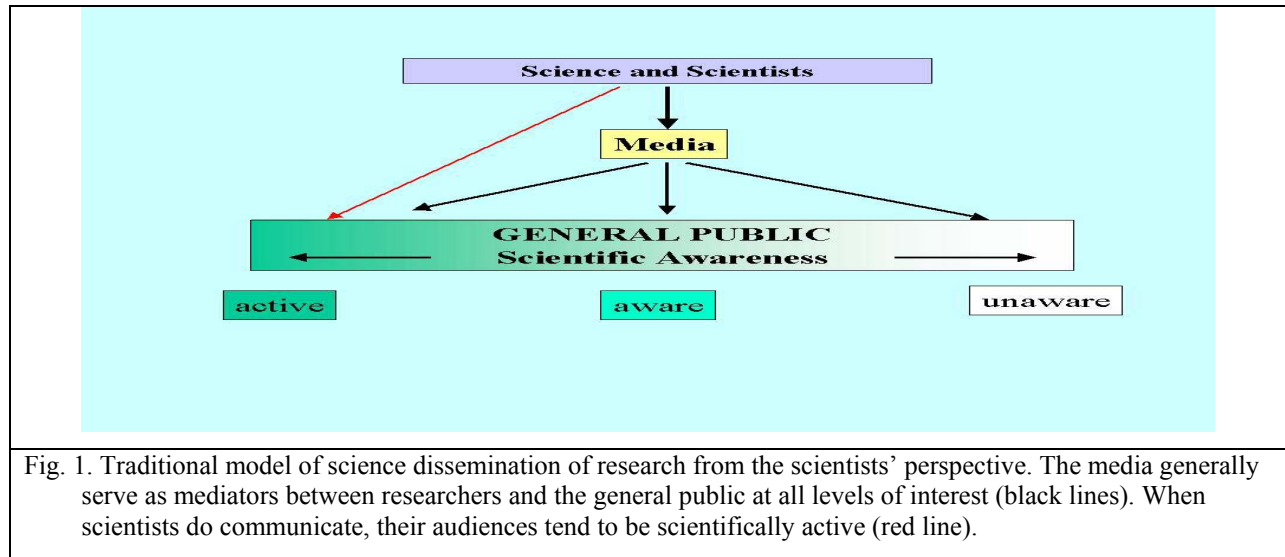 Science and Scientists
Media
GENERAL PUBLIC
Scientific Awareness
active
aware
unaware
Fig. 1. Traditional model of science dissemination of research from the scientists’ perspective. The media generally
serve as mediators between researchers and the general public at all levels of interest (black lines). When
scientists do communicate, their audiences tend to be scientifically active (red line).